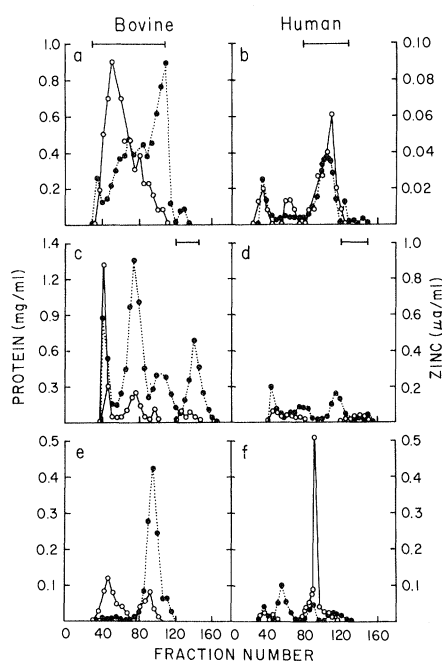 Bovine Human
1.0 a b 0.10
0.8 0.08
0.6 0.06
0.4 0.04
0.2 0.02
1.4 c d 1.0
1.2 0.8
0.9 0.6
0.6 0.4
0.3 0.2
0.5 e f 0.5
0.4 0.4
0.3 0.3
0.2 0.2
0.1 0.1
0 40 80 120 160 0 40 80 120 160
FRACTION NUMBER
PROTEIN (mg/ml)
ZINC (μg/ml)